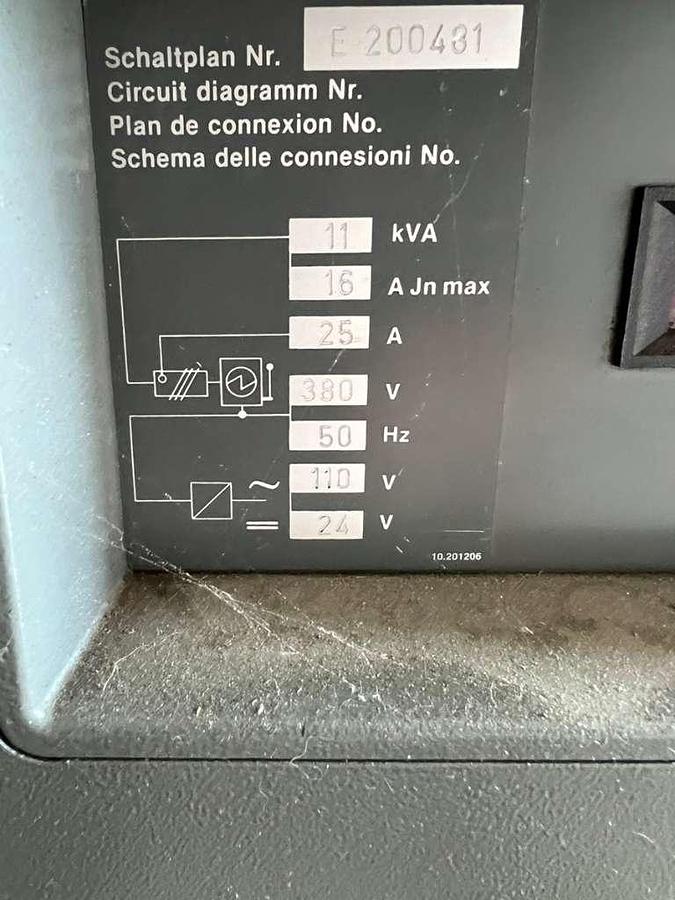 Schaltplan Nr. E 200431
Circuit diagramm Nr.
Plan de connexion No.
Schema delle connesioni No.
11 kVA
16 A Jn max
25 A
380 V
50 Hz
~ 110 V
= 24 V
10.201206